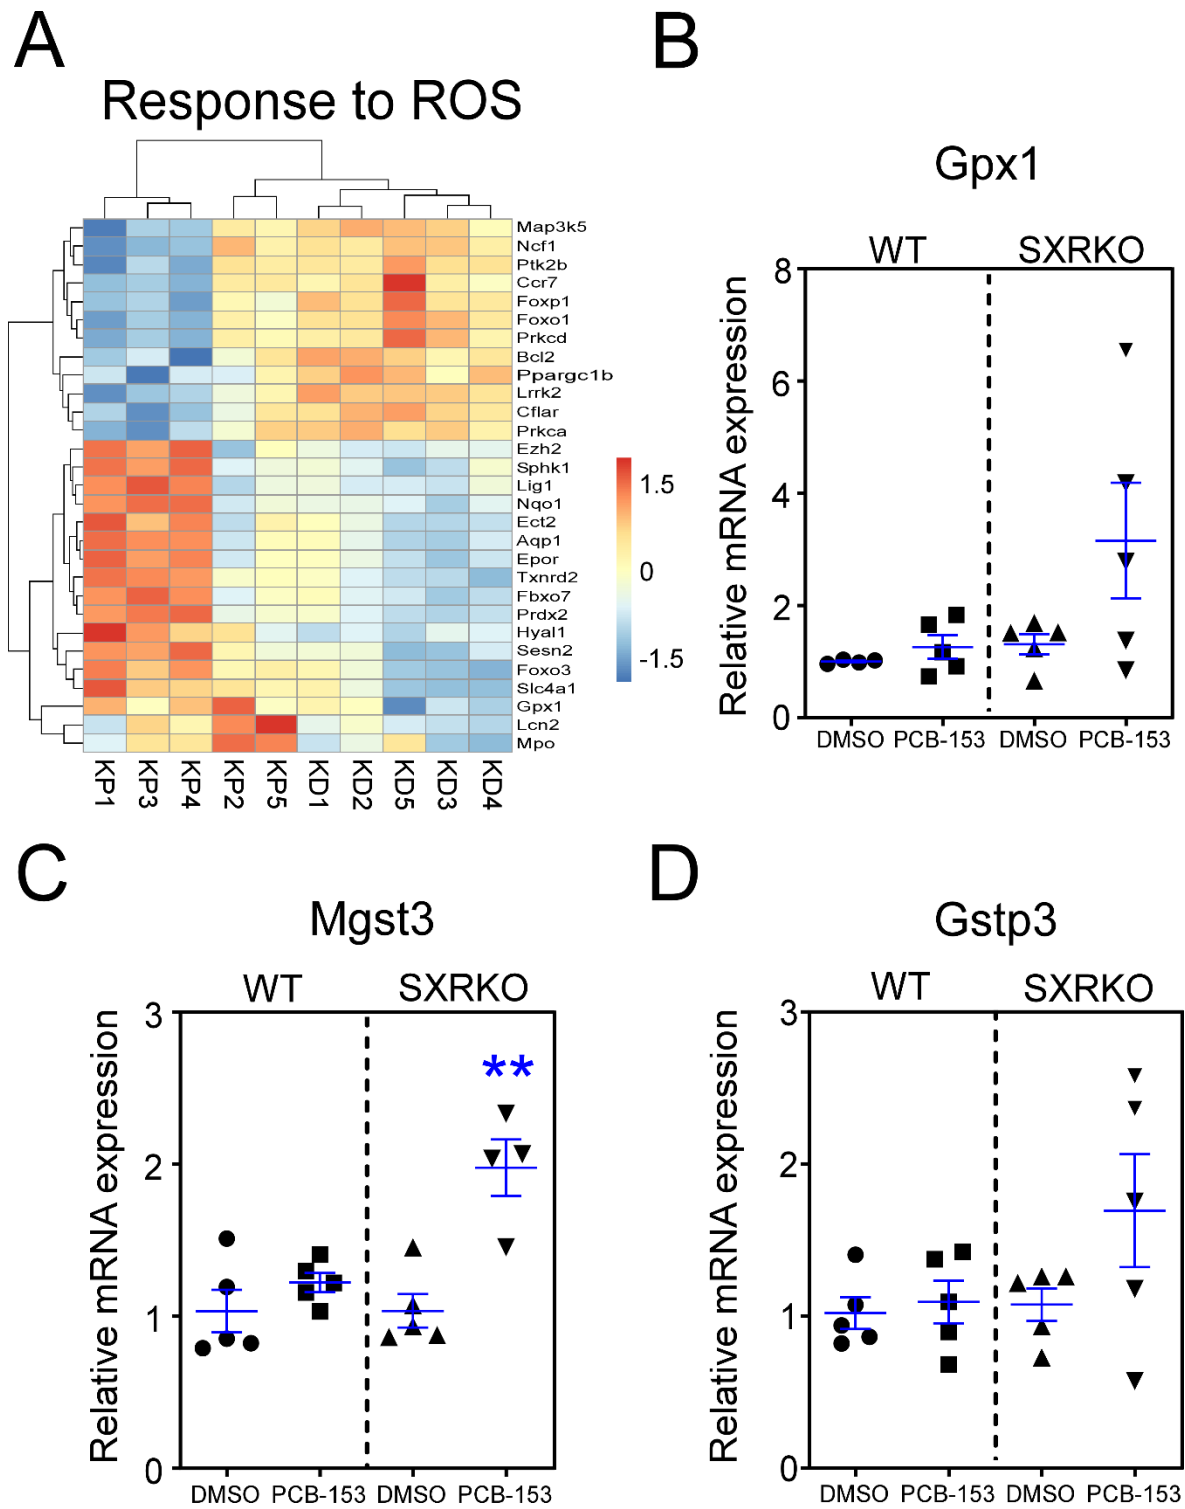 A
Response to ROS
Map3k5
Ncf1
Ptk2b
Ccr7
Foxp1
Foxo1
Prkcd
Bcl2
Ppargc1b
Lrrk2
Cflar
Prkca
Ezh2
Sphk1
Lig1
Nqo1
Ect2
Aqp1
Epor
Txnrd2
Fbxo7
Prdx2
Hyal1
Sesn2
Foxo3
Slc4a1
Gpx1
Lcn2
Mpo
KP1 KP3 KP4 KP2 KP5 KD1 KD2 KD5 KD3 KD4
1.5
0
-1.5
B
Gpx1
WT SXRKO
Relative mRNA expression
8
6
4
2
0
DMSO PCB-153 DMSO PCB-153
C
Mgst3
WT SXRKO
Relative mRNA expression
3
2
1
0
**
DMSO PCB-153 DMSO PCB-153
D
Gstp3
WT SXRKO
Relative mRNA expression
3
2
1
0
DMSO PCB-153 DMSO PCB-153